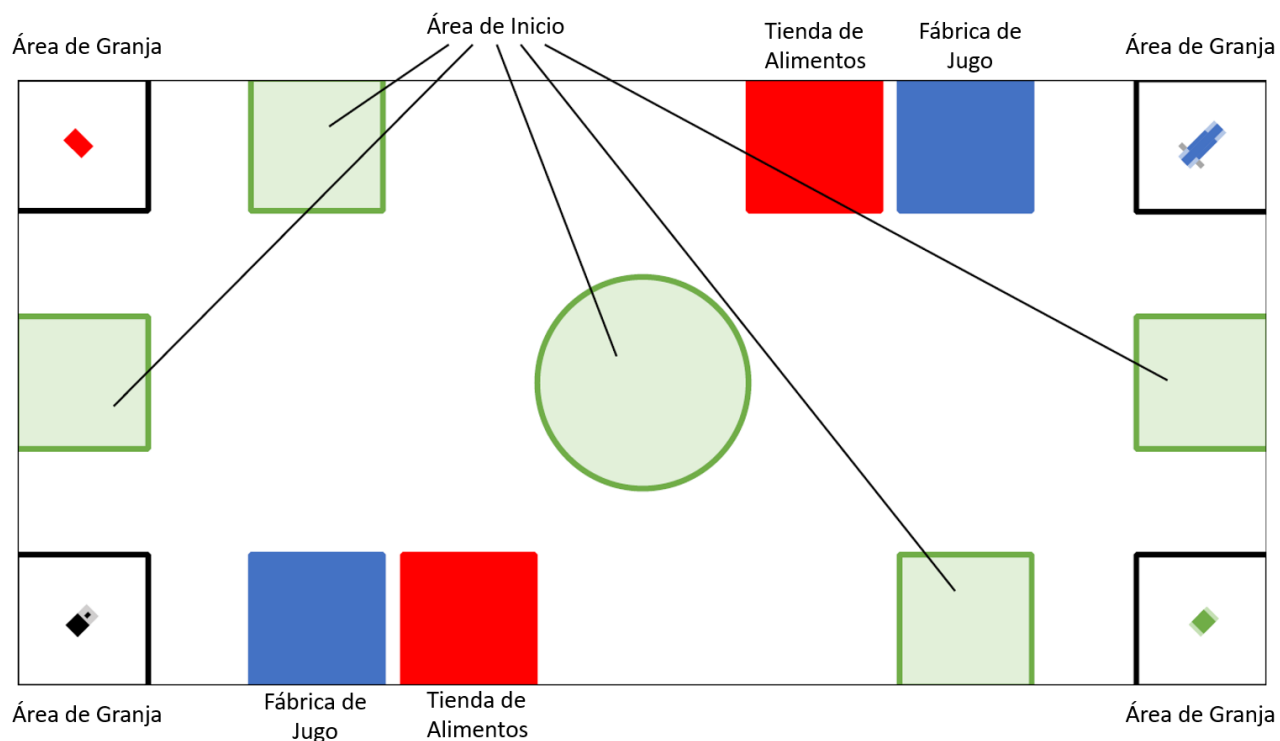 Área de Granja
Área de Inicio
Tienda de
Alimentos
Fábrica de
Jugo
Área de Granja
Área de Granja
Fábrica de
Jugo
Tienda de
Alimentos
Área de Granja